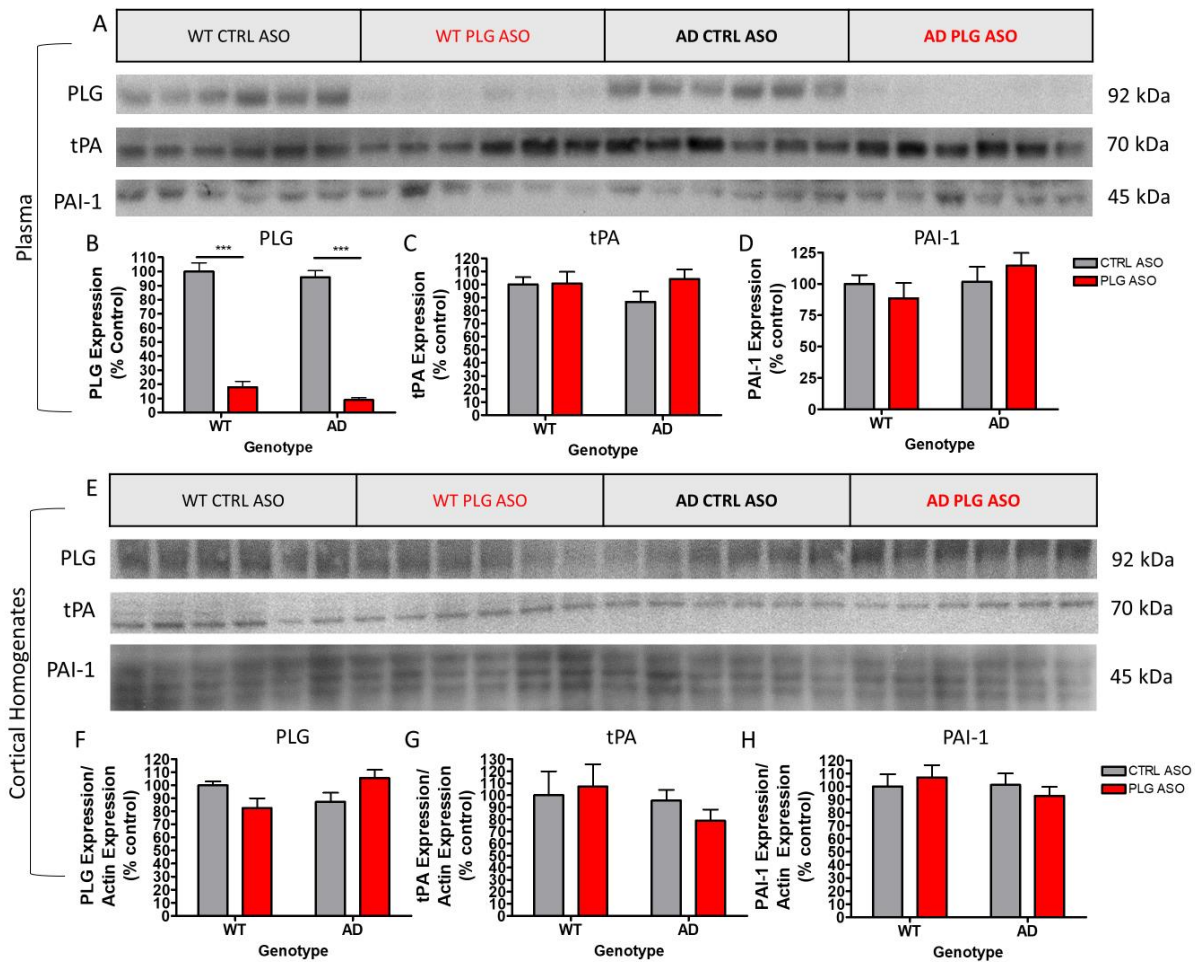 A
WT CTRL ASO WT PLG ASO AD CTRL ASO AD PLG ASO
PLG 92 kDa
tPA 70 kDa
PAI-1 45 kDa
Plasma
B PLG
***
***
PLG Expression
(% Control)
110
100
90
80
70
60
50
40
30
20
10
0
WT AD
Genotype
C tPA
tPA Expression
(% control)
120
110
100
90
80
70
60
50
40
30
20
10
0
WT AD
Genotype
D PAI-1
PAI-1 Expression
(% control)
125
100
75
50
25
0
WT AD
Genotype
CTRL ASO
PLG ASO
E
WT CTRL ASO WT PLG ASO AD CTRL ASO AD PLG ASO
PLG 92 kDa
tPA 70 kDa
PAI-1 45 kDa
Cortical Homogenates
F PLG
PLG Expression/
Actin Expression
(% control)
120
110
100
90
80
70
60
50
40
30
20
10
0
WT AD
Genotype
G tPA
tPA Expression/
Actin Expression
(% control)
130
120
110
100
90
80
70
60
50
40
30
20
10
0
WT AD
Genotype
H PAI-1
PAI-1 Expression/
Actin Expression
(% control)
120
110
100
90
80
70
60
50
40
30
20
10
0
WT AD
Genotype
CTRL ASO
PLG ASO